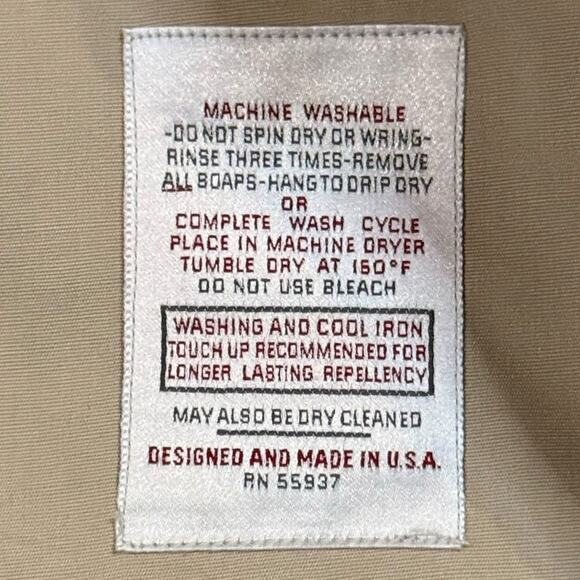 MACHINE WASHABLE
-DO NOT SPIN DRY OR WRING-
RINSE THREE TIMES-REMOVE
ALL SOAPS-HANG TO DRIP DRY
OR
COMPLETE WASH CYCLE
PLACE IN MACHINE DRYER
TUMBLE DRY AT 160°F
DO NOT USE BLEACH
WASHING AND COOL IRON
TOUCH UP RECOMMENDED FOR
LONGER LASTING REPELLENCY
MAY ALSO BE DRY CLEANED
DESIGNED AND MADE IN U.S.A.
RN 55937